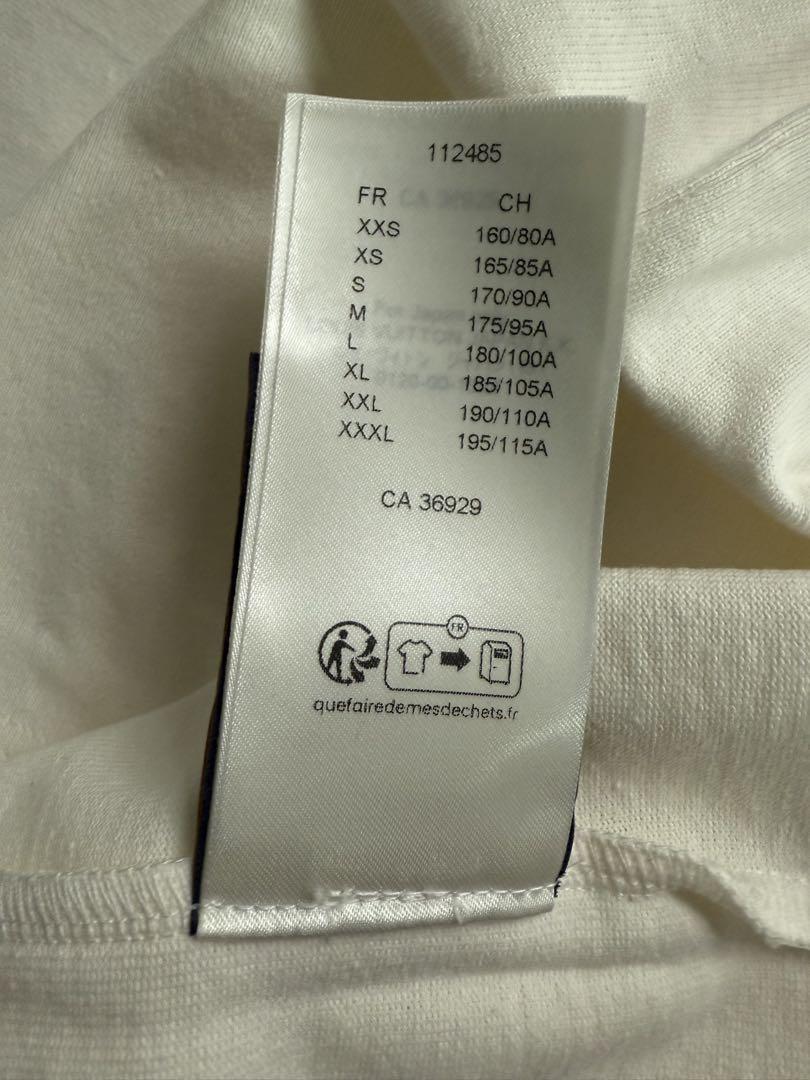 112485
FR CH
XXS 160/80A
XS 165/85A
S 170/90A
M 175/95A
L 180/100A
XL 185/105A
XXL 190/110A
XXXL 195/115A
CA 36929
FR
quefairedemesdechets.fr